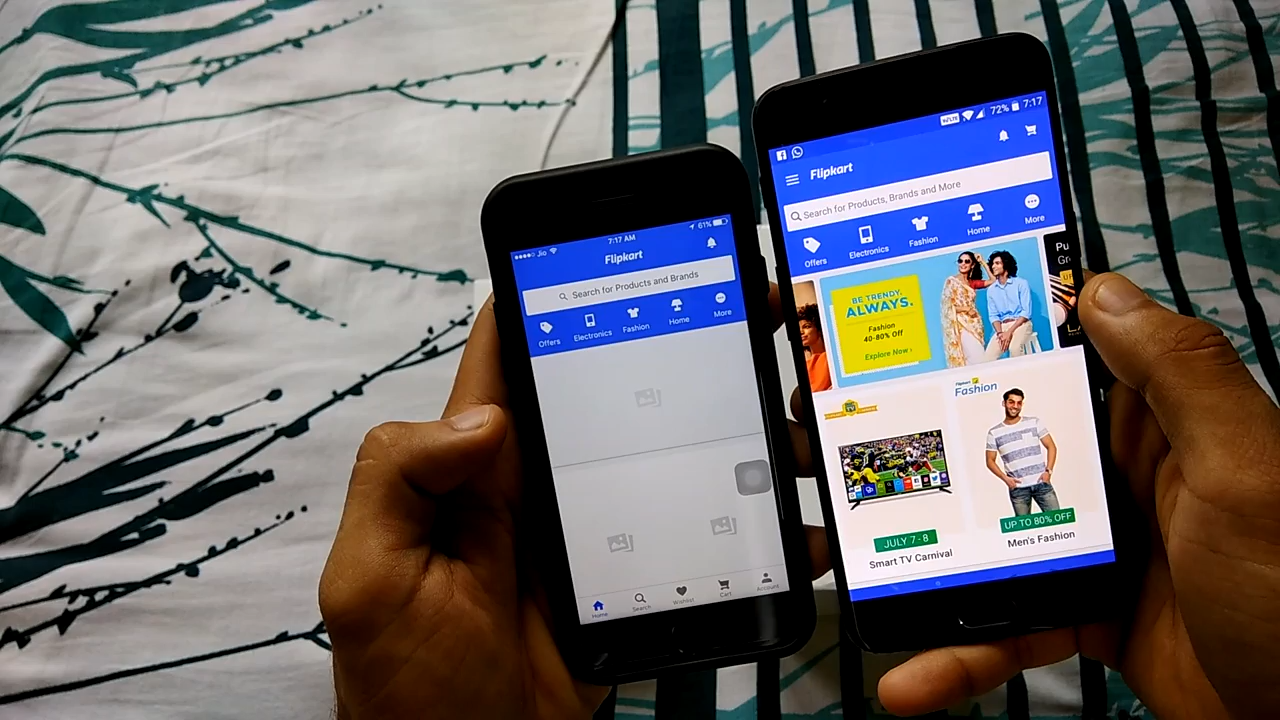 Jio 7:17 AM 61%
Flipkart
Search for Products and Brands
Offers Electronics Fashion Home More
Home Search Wishlist Cart Account
72% 7:17
Flipkart
Search for Products, Brands and More
Offers Electronics Fashion Home More
BE TRENDY,
ALWAYS.
Fashion
40-80% Off
Explore Now ›
Pu
Gr
Flipkart
Fashion
JULY 7-8
Smart TV Carnival
UP TO 80% OFF
Men's Fashion